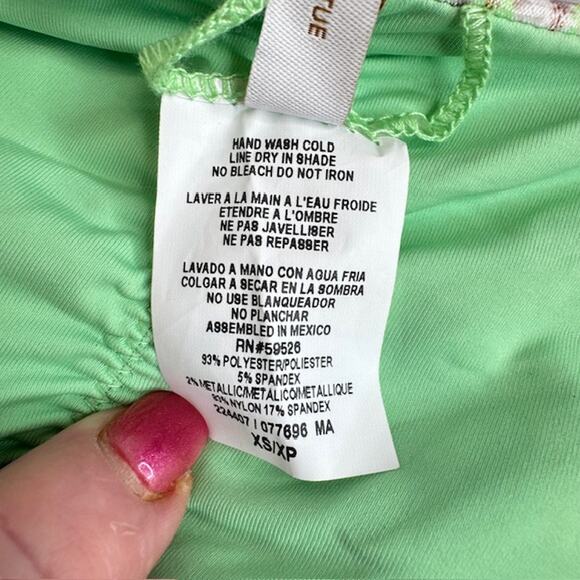 TUE
HAND WASH COLD
LINE DRY IN SHADE
NO BLEACH DO NOT IRON
LAVER A LA MAIN A L'EAU FROIDE
ETENDRE A L'OMBRE
NE PAS JAVELLISER
NE PAS REPASSER
LAVADO A MANO CON AGUA FRIA
COLGAR A SECAR EN LA SOMBRA
NO USE BLANQUEADOR
NO PLANCHAR
ASSEMBLED IN MEXICO
RN#59526
93% POLYESTER/POLIESTER
5% SPANDEX
2% METALLIC/METALICO/METALLIQUE
83% NYLON 17% SPANDEX
224407 / 077696 MA
XS/XP